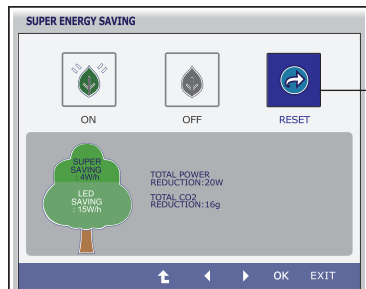 SUPER ENERGY SAVING
ON
OFF
RESET
SUPER
SAVING
: 4W/h
LED
SAVING
: 15W/h
TOTAL POWER
REDUCTION:20W
TOTAL CO2
REDUCTION:16g
OK
EXIT